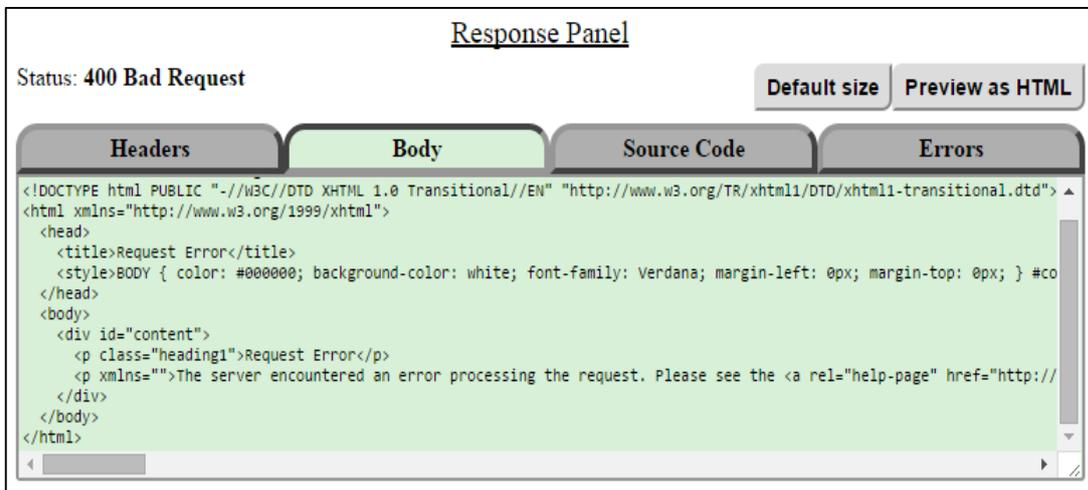 Response Panel
Status: 400 Bad Request
Default size Preview as HTML
Headers Body Source Code Errors
<!DOCTYPE html PUBLIC "-//W3C//DTD XHTML 1.0 Transitional//EN" "http://www.w3.org/TR/xhtml1/DTD/xhtml1-transitional.dtd">
<html xmlns="http://www.w3.org/1999/xhtml">
  <head>
    <title>Request Error</title>
    <style>BODY { color: #000000; background-color: white; font-family: Verdana; margin-left: 0px; margin-top: 0px; } #co
  </head>
  <body>
    <div id="content">
      <p class="heading1">Request Error</p>
      <p xmlns="">The server encountered an error processing the request. Please see the <a rel="help-page" href="http://
    </div>
  </body>
</html>